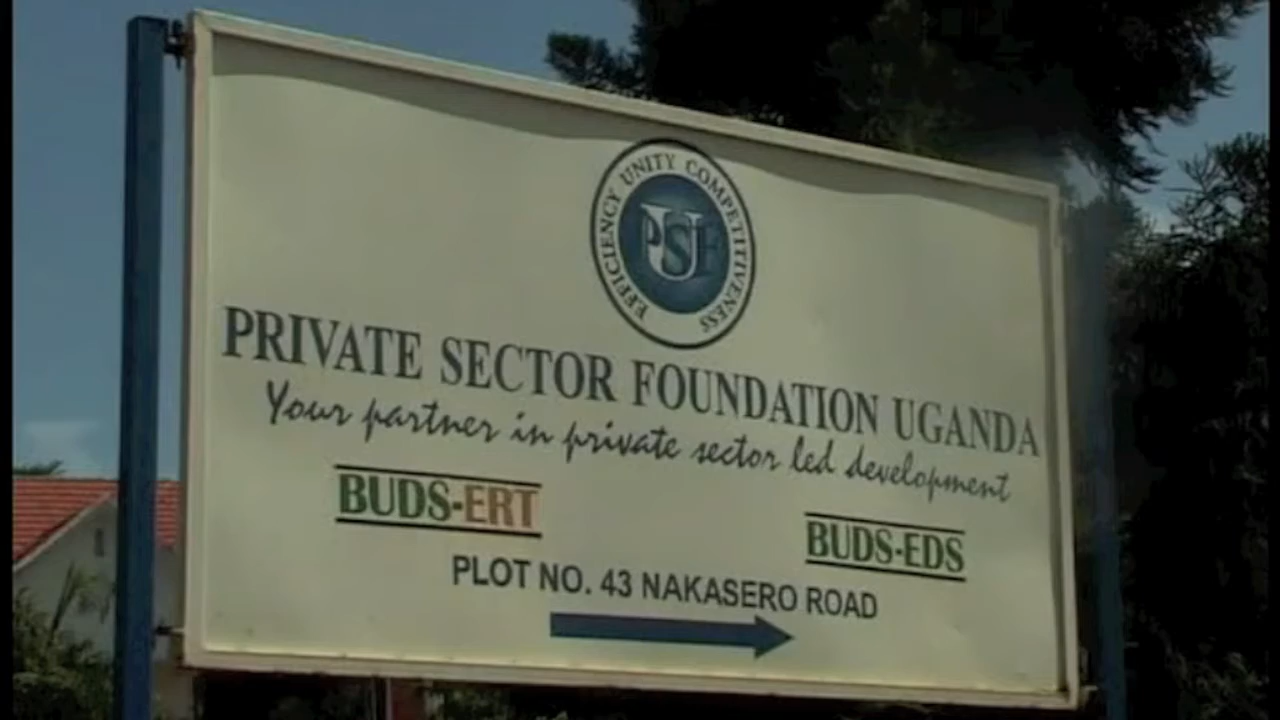 EFFICIENCY UNITY COMPETITIVENESS
PSFU
PRIVATE SECTOR FOUNDATION UGANDA
Your partner in private sector led development
BUDS-ERT
BUDS-EDS
PLOT NO. 43 NAKASERO ROAD